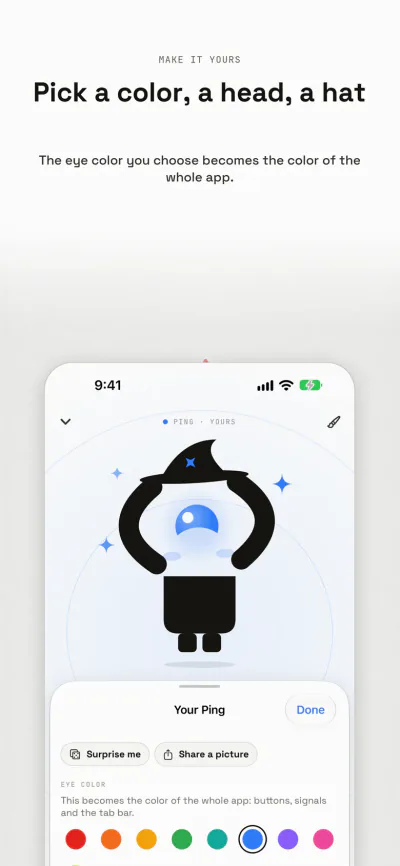 MAKE IT YOURS
Pick a color, a head, a hat
The eye color you choose becomes the color of the
whole app.
9:41
PING · YOURS
Your Ping
Done
Surprise me
Share a picture
EYE COLOR
This becomes the color of the whole app: buttons, signals
and the tab bar.